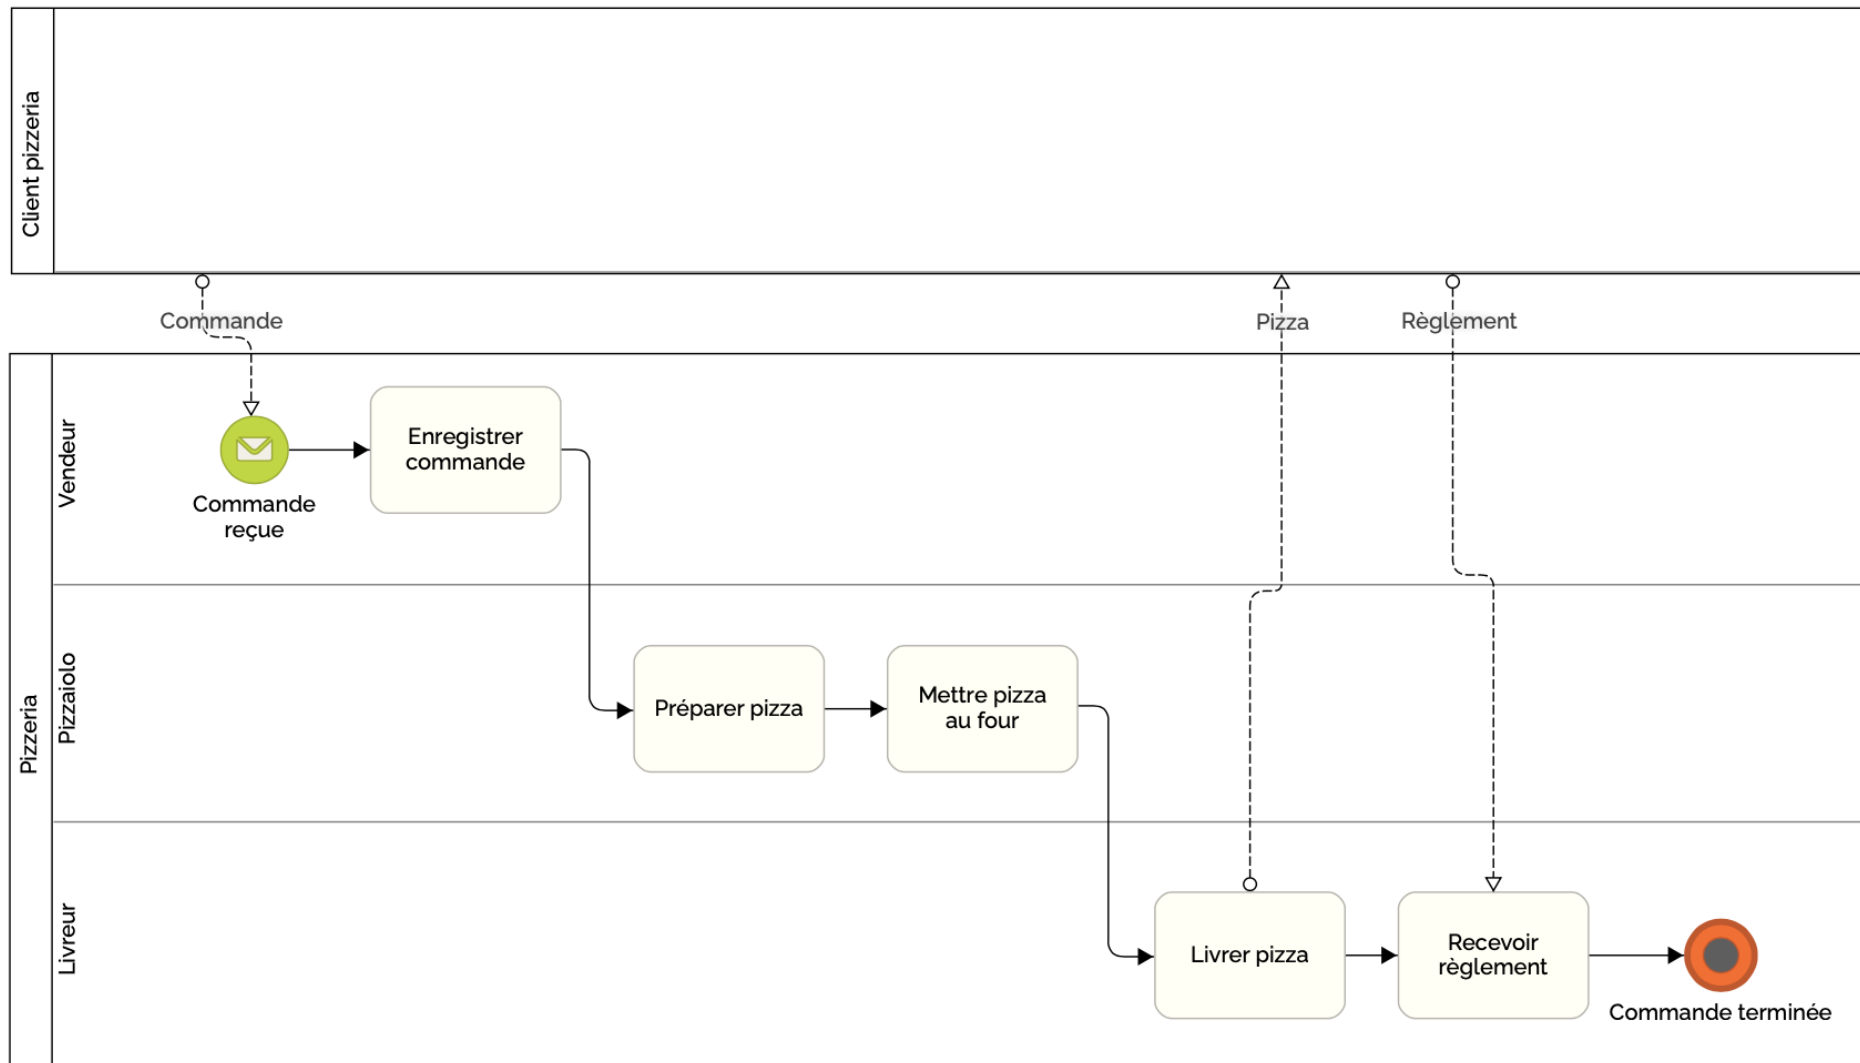 Client pizzeria
Commande
Pizza
Règlement
Pizzeria
Vendeur
Commande
reçue
Enregistrer
commande
Pizzaiolo
Préparer pizza
Mettre pizza
au four
Livreur
Livrer pizza
Recevoir
règlement
Commande terminée